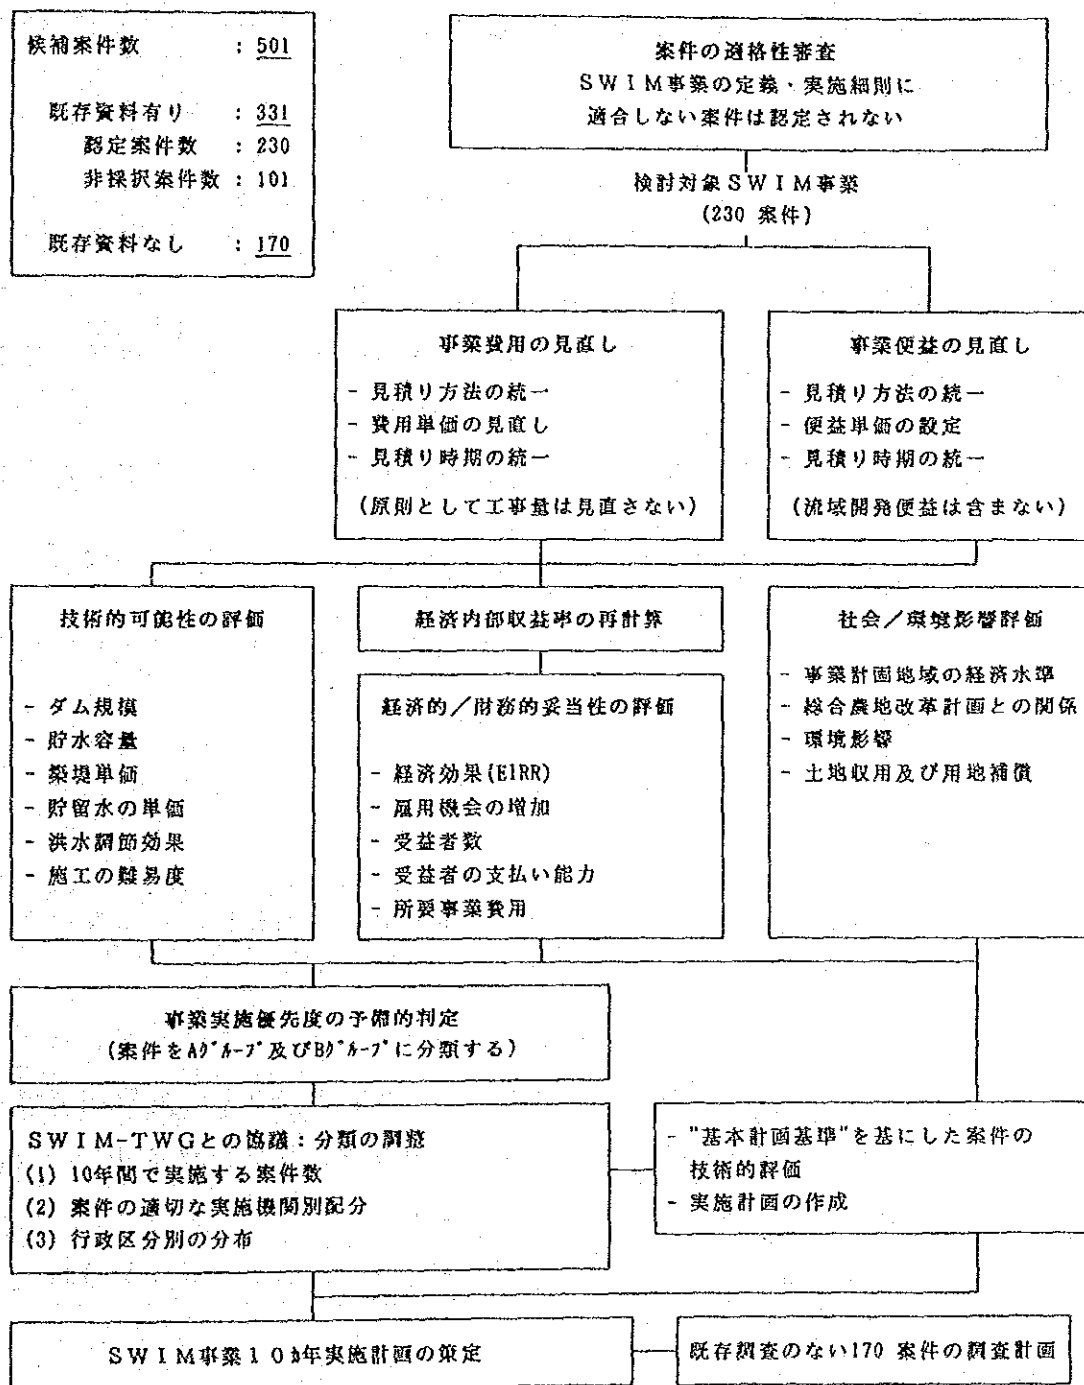 候補案件数 : 501
既存資料有り : 331
認定案件数 : 230
非採択案件数 : 101
既存資料なし : 170
案件の適格性審査
SWIM事業の定義・実施細則に
適合しない案件は認定されない
検討対象SWIM事業
(230 案件)
事業費用の見直し
- 見積り方法の統一
- 費用単価の見直し
- 見積り時期の統一
(原則として工事量は見直さない)
事業便益の見直し
- 見積り方法の統一
- 便益単価の設定
- 見積り時期の統一
(流域開発便益は含まない)
技術的可能性の評価
- ダム規模
- 貯水容量
- 築堤単価
- 貯留水の単価
- 洪水調節効果
- 施工の難易度
経済内部収益率の再計算
経済的／財務的妥当性の評価
- 経済効果(EIRR)
- 雇用機会の増加
- 受益者数
- 受益者の支払い能力
- 所要事業費用
社会／環境影響評価
- 事業計画地域の経済水準
- 総合農地改革計画との関係
- 環境影響
- 土地収用及び用地補償
事業実施優先度の予備的判定
(案件をAｸﾞﾙｰﾌﾟ及びBｸﾞﾙｰﾌﾟに分類する)
SWIM-TWGとの協議：分類の調整
(1) 10年間で実施する案件数
(2) 案件の適切な実施機関別配分
(3) 行政区分別の分布
- "基本計画基準"を基にした案件の
技術的評価
- 実施計画の作成
SWIM事業１０ｶ年実施計画の策定
既存調査のない170 案件の調査計画